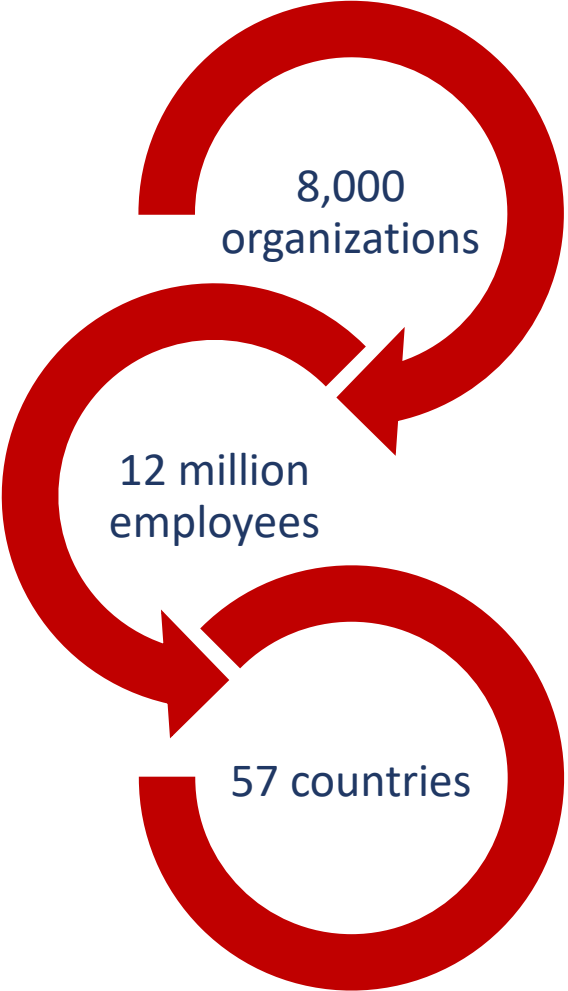 8,000
organizations
12 million
employees
57 countries